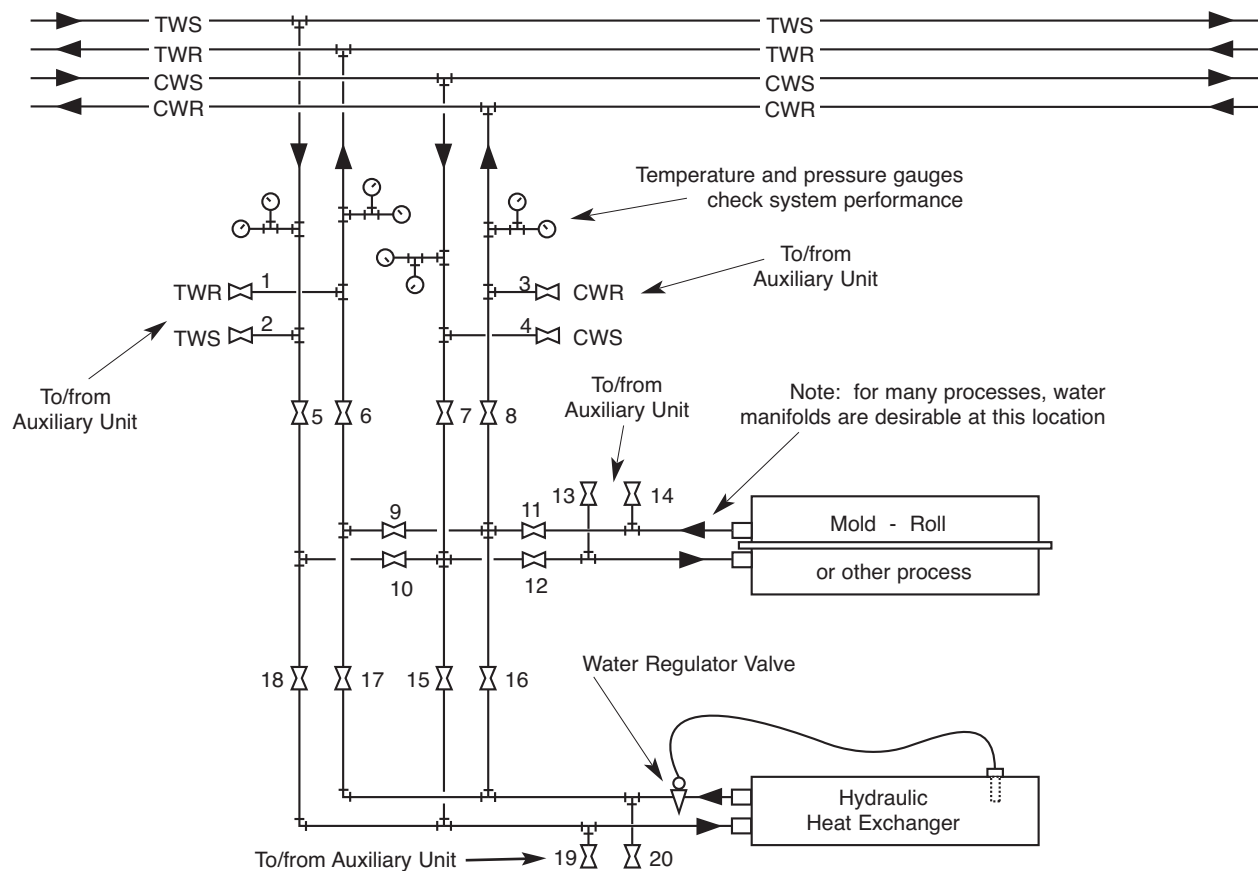 TWS TWS
TWR TWR
CWS CWS
CWR CWR
Temperature and pressure gauges
check system performance
To/from
Auxiliary Unit
TWR 1 3 CWR
TWS 2 4 CWS
To/from
Auxiliary Unit
To/from
Auxiliary Unit
Note: for many processes, water
manifolds are desirable at this location
5 6 7 8
13 14
9 11
Mold - Roll
or other process
10 12
18 17 15 16
Water Regulator Valve
Hydraulic
Heat Exchanger
To/from Auxiliary Unit 19 20